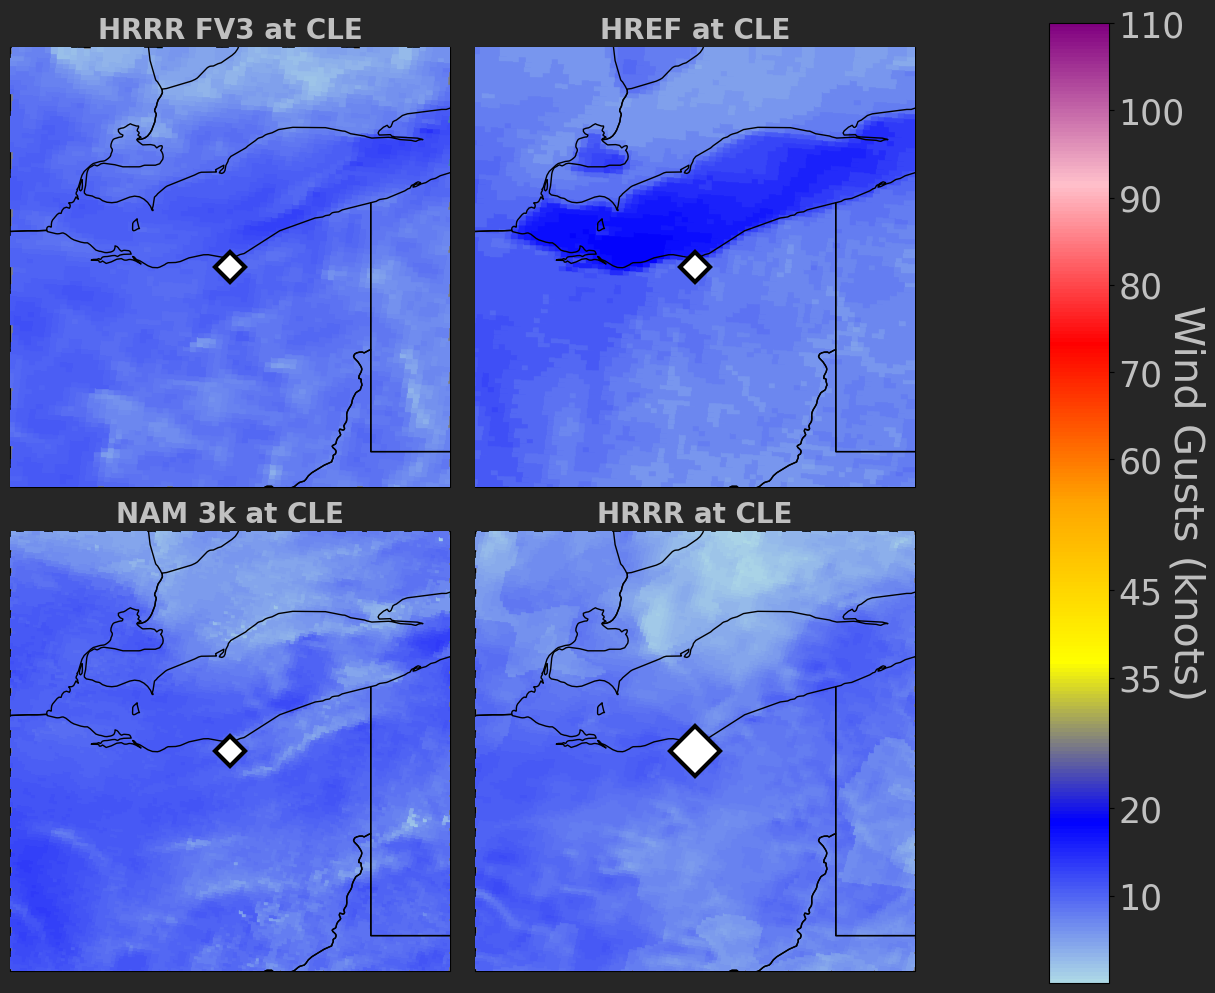 HRRR FV3 at CLE
HREF at CLE
NAM 3k at CLE
HRRR at CLE
110
100
90
80
70
60
45
35
20
10
Wind Gusts (knots)